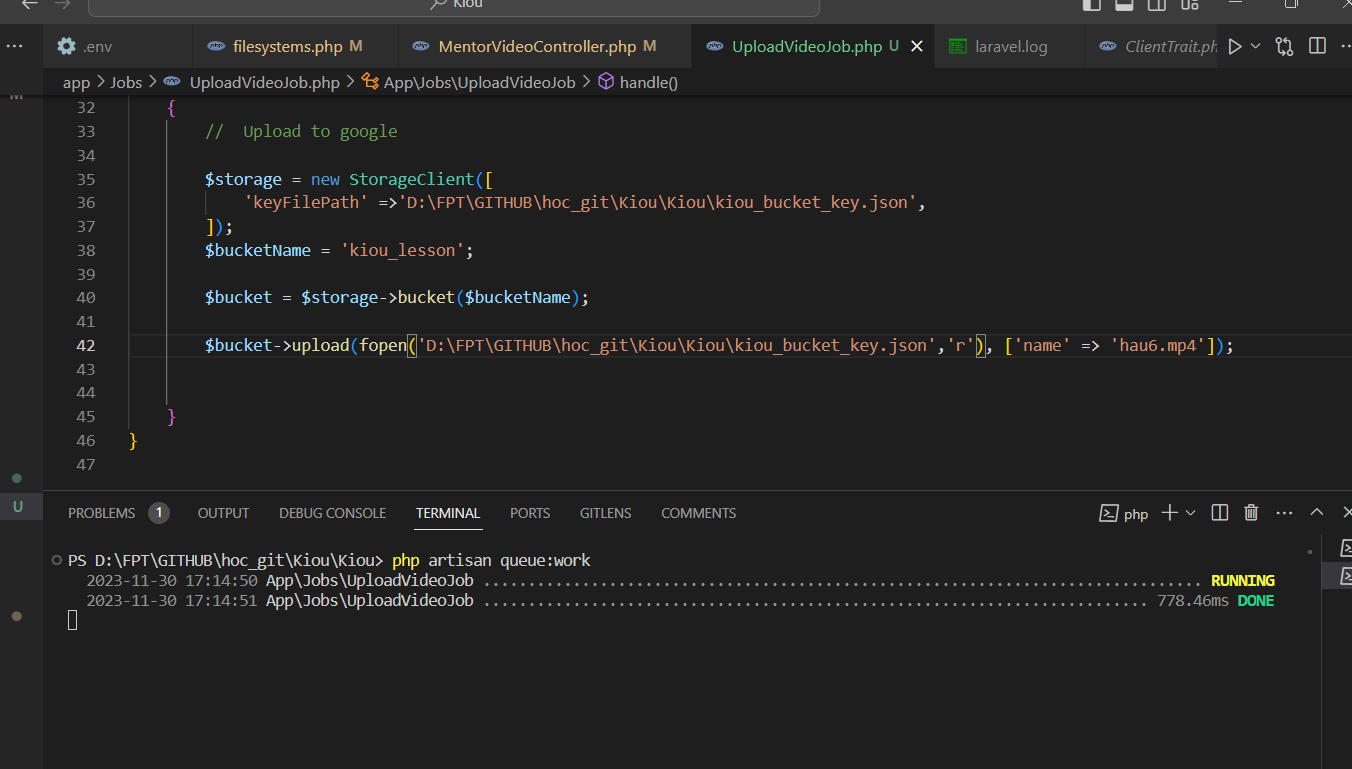 Kiou
.env filesystems.php M MentorVideoController.php M UploadVideoJob.php U laravel.log ClientTrait.ph
app > Jobs > UploadVideoJob.php > App\Jobs\UploadVideoJob > handle()
M
32 {
33 // Upload to google
34
35 $storage = new StorageClient([
36 'keyFilePath' =>'D:\FPT\GITHUB\hoc_git\Kiou\Kiou\kiou_bucket_key.json',
37 ]);
38 $bucketName = 'kiou_lesson';
39
40 $bucket = $storage->bucket($bucketName);
41
42 $bucket->upload(fopen('D:\FPT\GITHUB\hoc_git\Kiou\Kiou\kiou_bucket_key.json','r'), ['name' => 'hau6.mp4']);
43
44
45 }
46 }
47
U
PROBLEMS 1 OUTPUT DEBUG CONSOLE TERMINAL PORTS GITLENS COMMENTS php
PS D:\FPT\GITHUB\hoc_git\Kiou\Kiou> php artisan queue:work
2023-11-30 17:14:50 App\Jobs\UploadVideoJob ........................................................................... RUNNING
2023-11-30 17:14:51 App\Jobs\UploadVideoJob ..................................................................... 778.46ms DONE